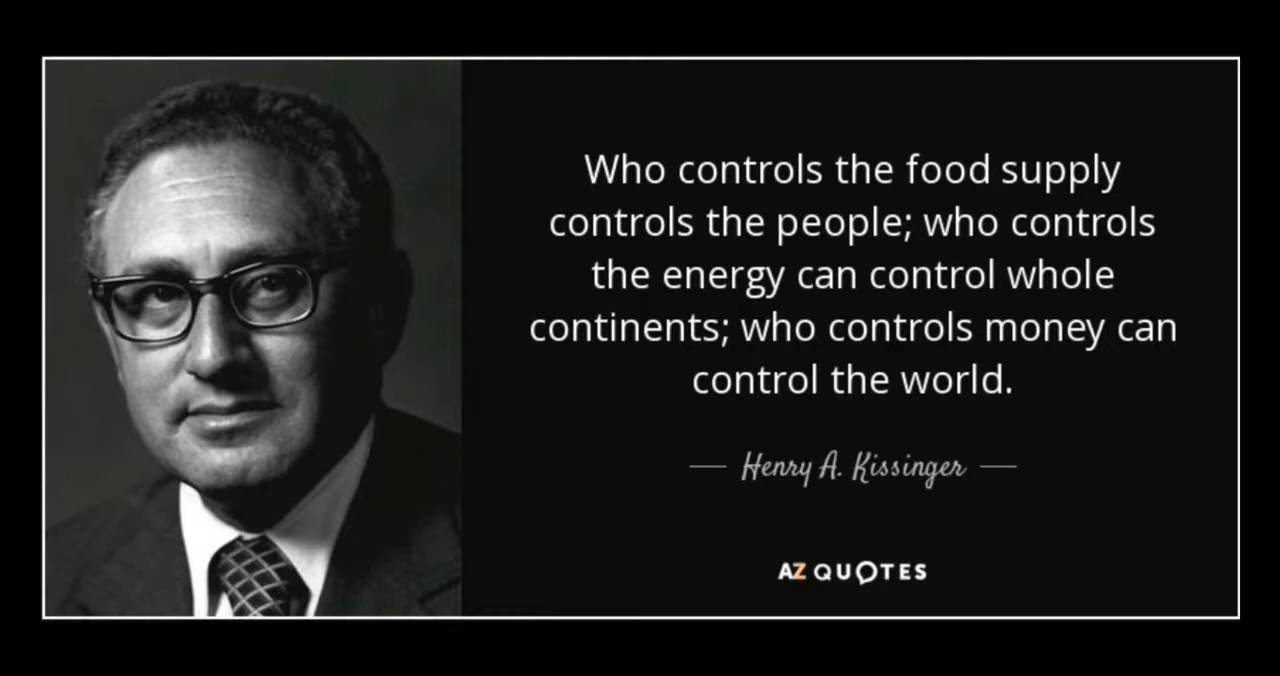 Who controls the food supply
controls the people; who controls
the energy can control whole
continents; who controls money can
control the world.
Henry A. Kissinger
AZ QUOTES